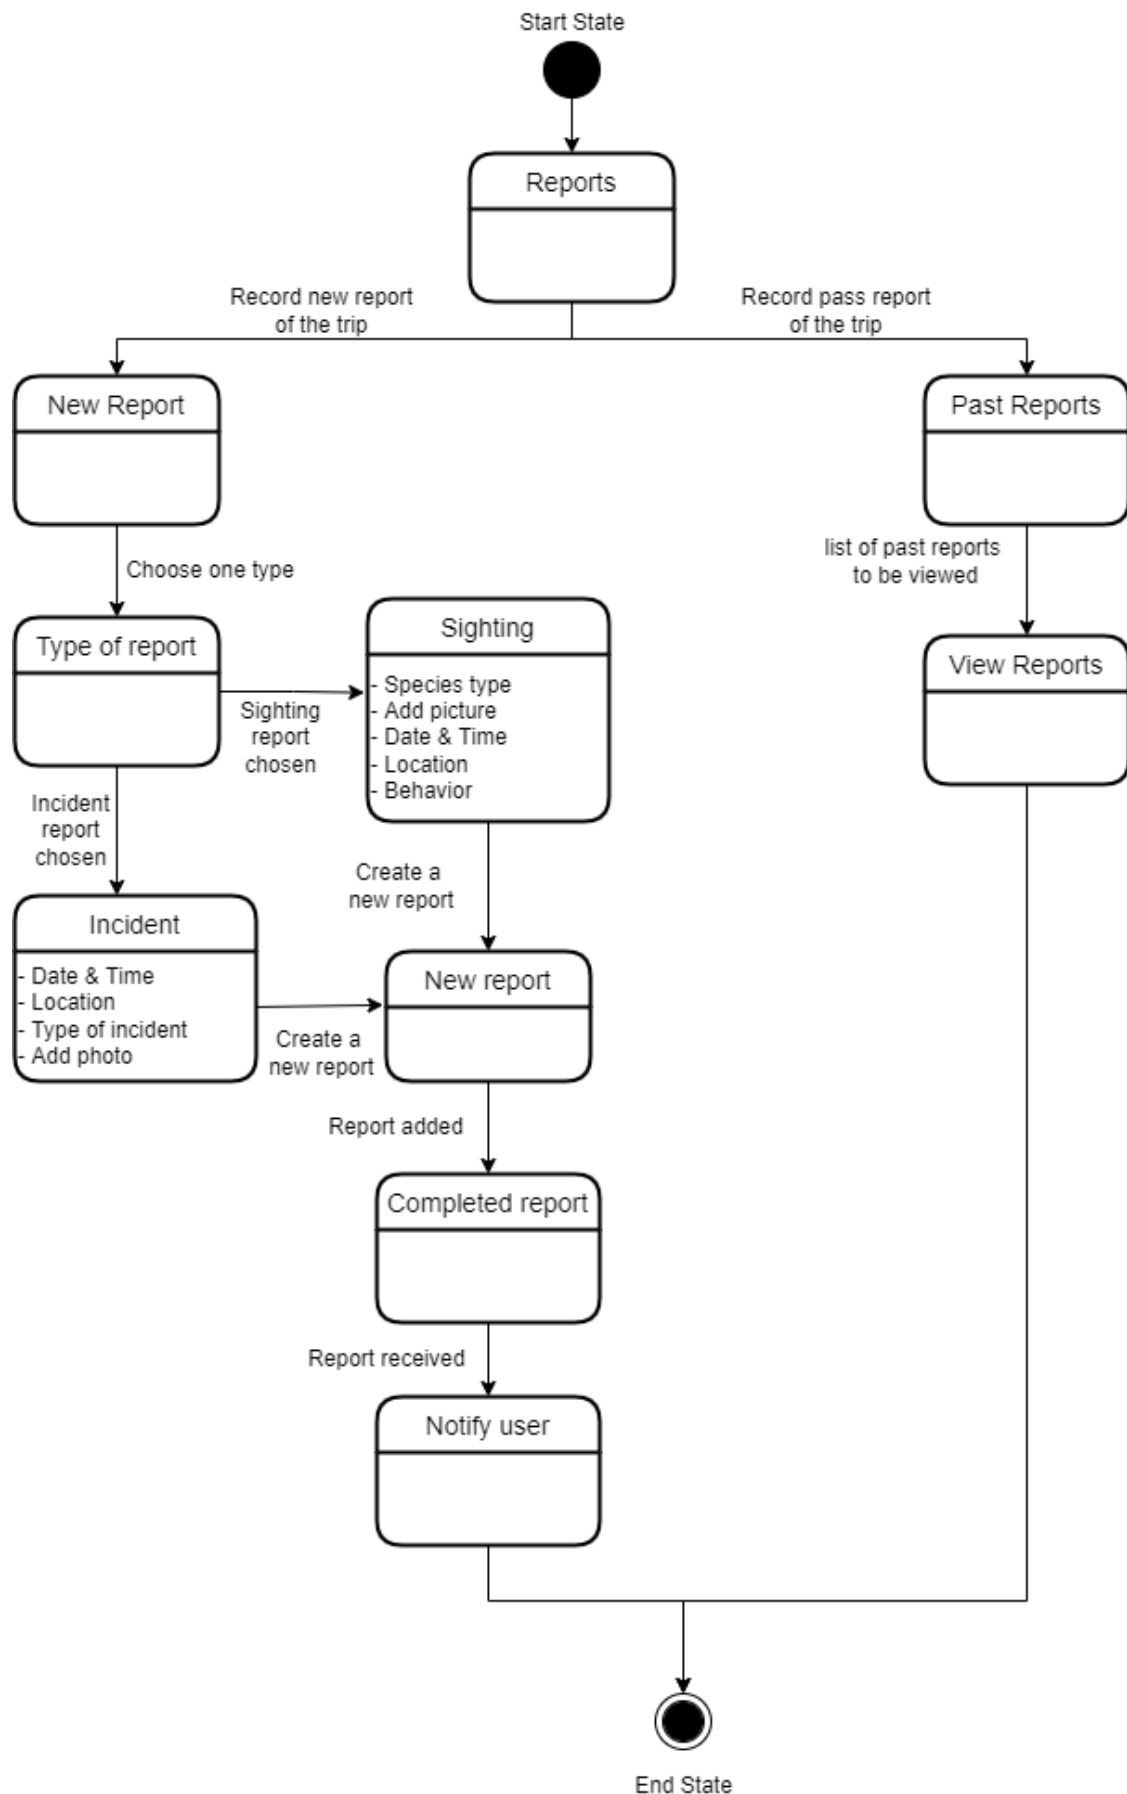 Start State
Reports
Record new report
of the trip
Record pass report
of the trip
New Report
Past Reports
Choose one type
list of past reports
to be viewed
Type of report
Sighting
- Species type
- Add picture
- Date & Time
- Location
- Behavior
View Reports
Sighting
report
chosen
Incident
report
chosen
Create a
new report
Incident
- Date & Time
- Location
- Type of incident
- Add photo
New report
Create a
new report
Report added
Completed report
Report received
Notify user
End State